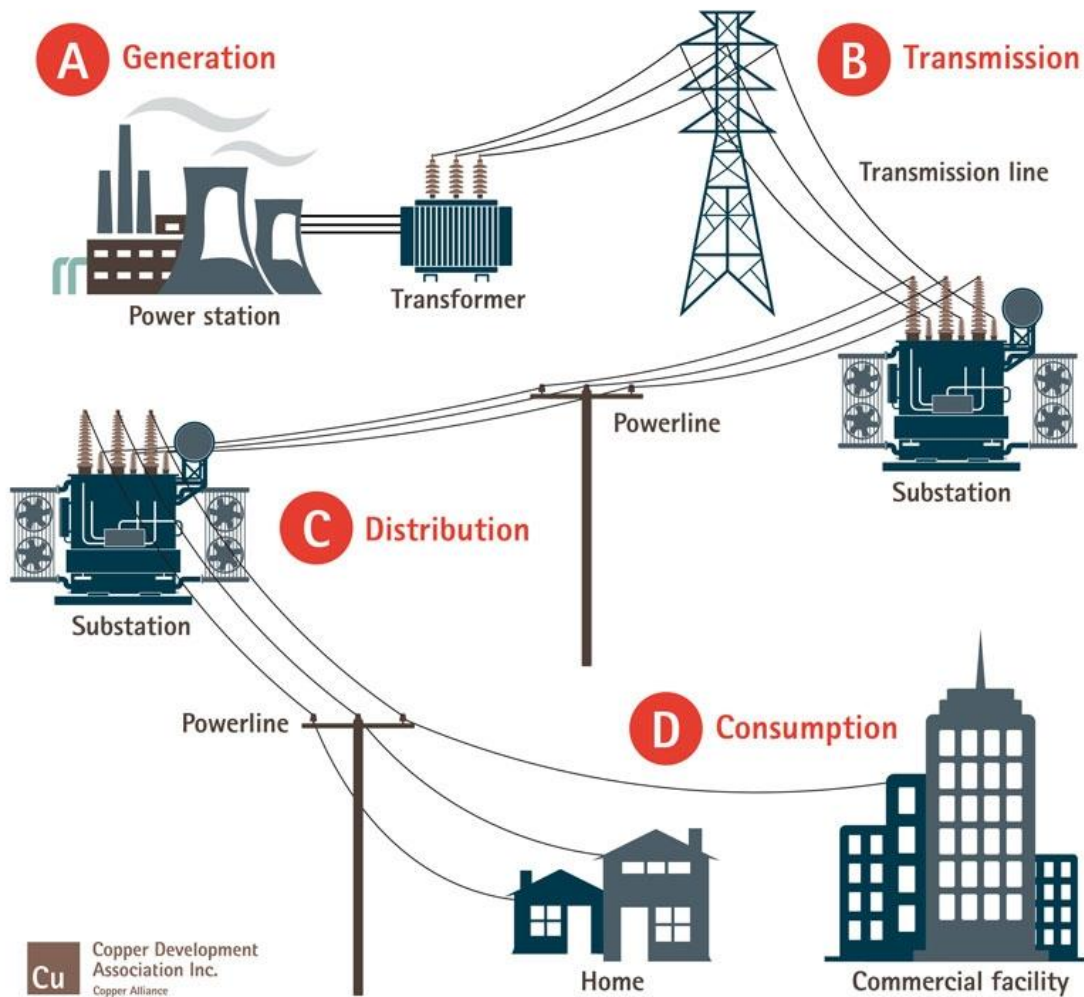 A Generation
B Transmission
Transmission line
Power station
Transformer
Powerline
Substation
C Distribution
Substation
Powerline
D Consumption
Cu
Copper Development
Association Inc.
Copper Alliance
Home
Commercial facility